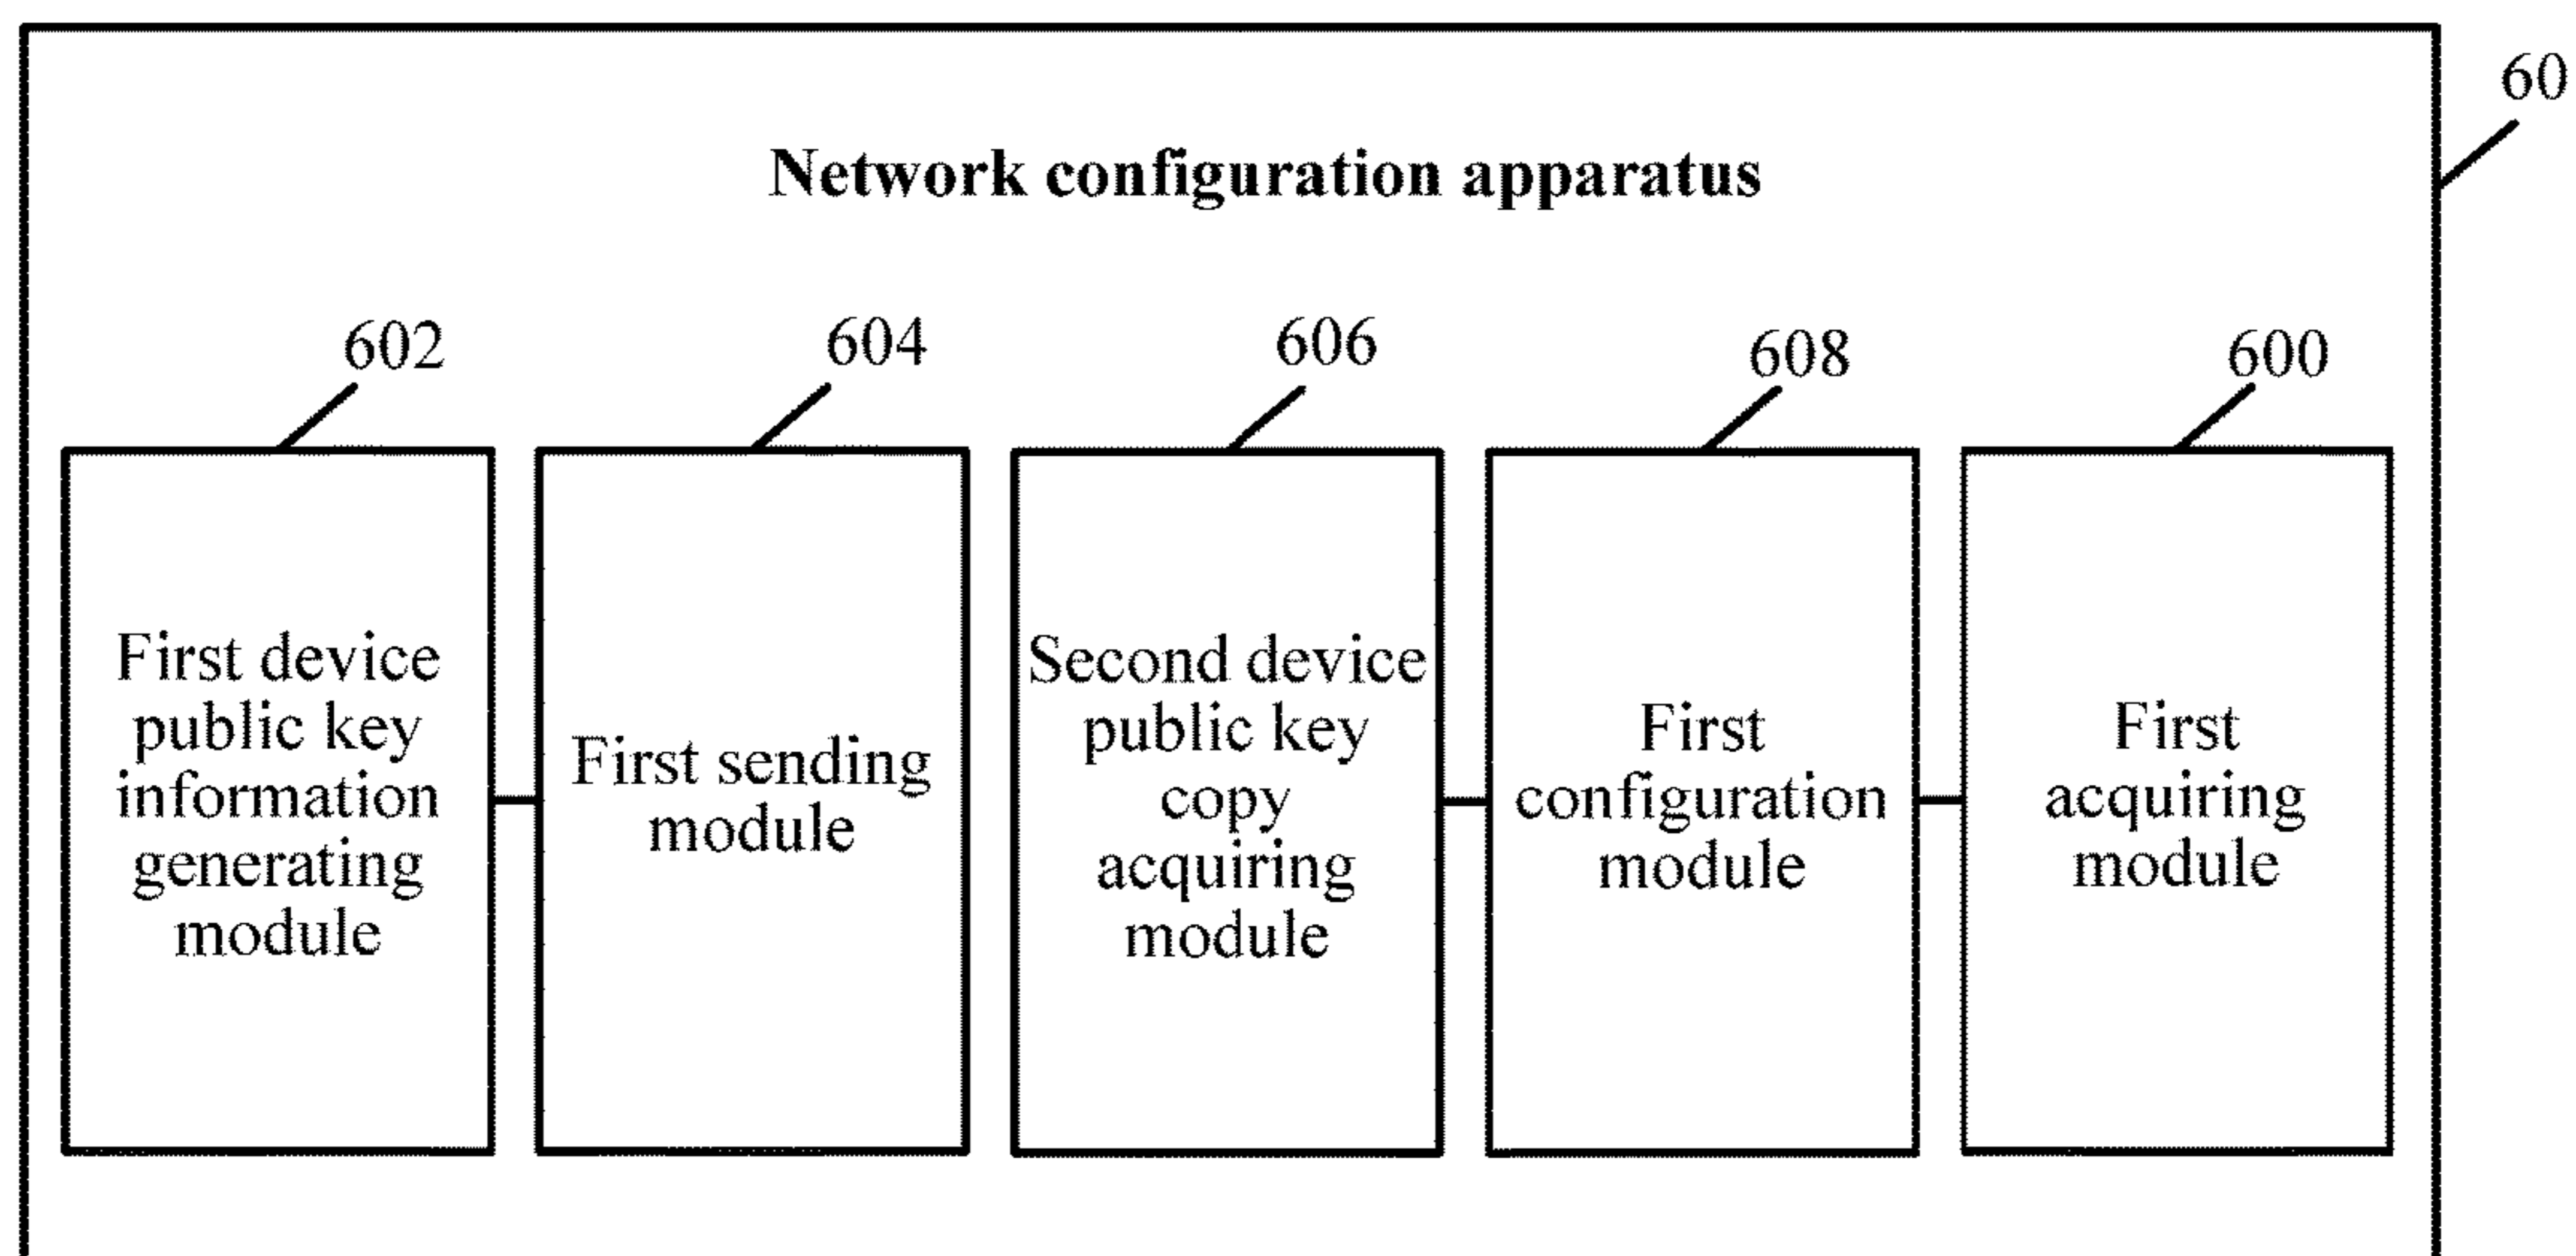 60
Network configuration apparatus
602
604
606
608
600
First device
public key
information
generating
module
First sending
module
Second device
public key
copy
acquiring
module
First
configuration
module
First
acquiring
module